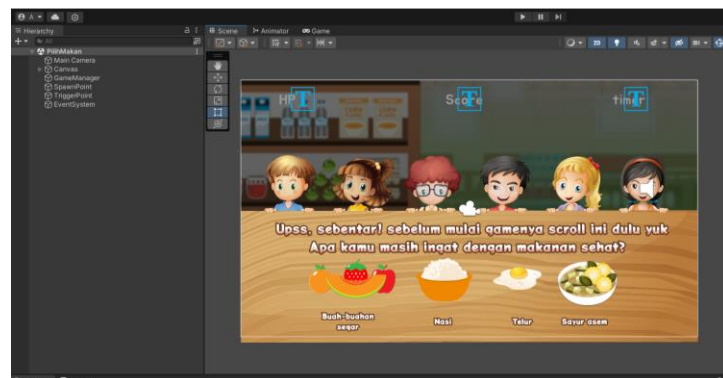 A
Hierarchy
Scene
Animator
Game
All
2D
PilihMakan
Main Camera
Canvas
GameManager
SpawnPoint
TriggerPoint
EventSystem
HP
Score
timer
Upss, sebentar! sebelum mulai gamenya scroll ini dulu yuk
Apa kamu masih ingat dengan makanan sehat?
Buah-buahan
segar
Nasi
Telur
Sayur asem